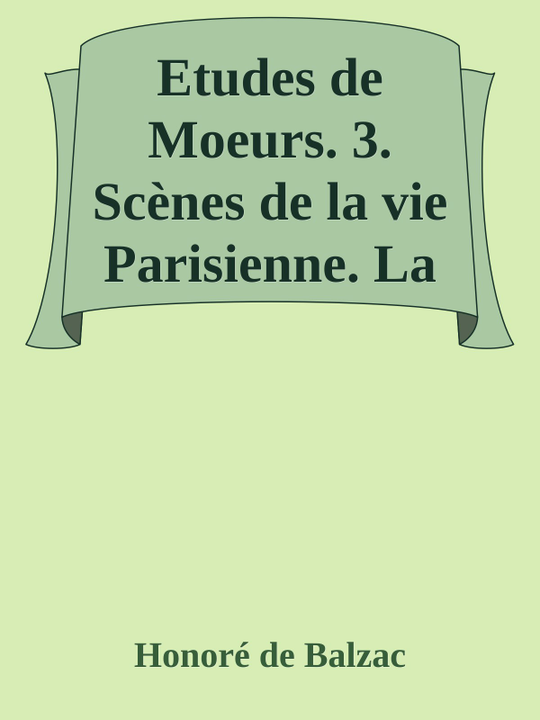 Etudes de
Moeurs. 3.
Scènes de la vie
Parisienne. La
Honoré de Balzac